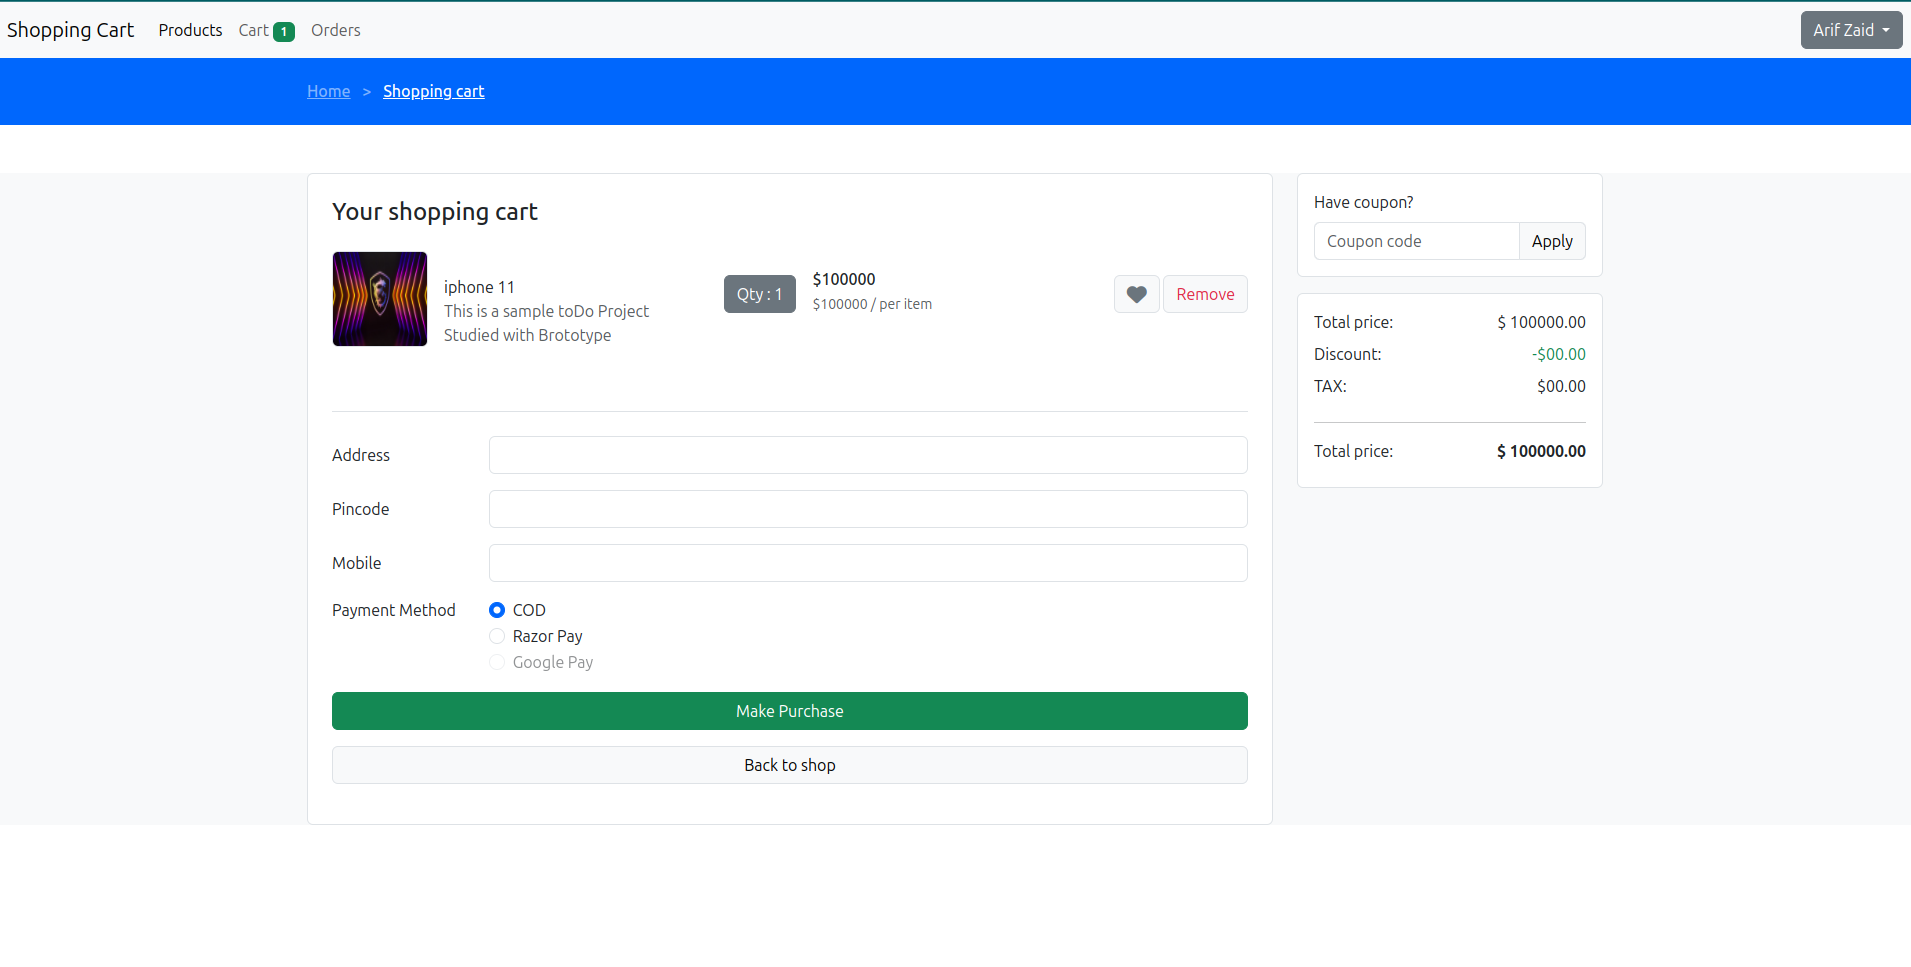 Shopping Cart Products Cart 1 Orders Arif Zaid
Home > Shopping cart
Your shopping cart
iphone 11
This is a sample toDo Project
Studied with Brototype
Qty : 1
$100000
$100000 / per item
Remove
Address
Pincode
Mobile
Payment Method
COD
Razor Pay
Google Pay
Make Purchase
Back to shop
Have coupon?
Coupon code Apply
Total price: $ 100000.00
Discount: -$00.00
TAX: $00.00
Total price: $ 100000.00